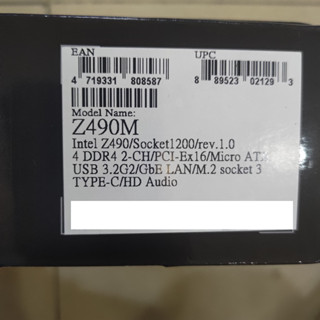 EAN UPC
4 719331 808587 8 89523 02129 3
Model Name:
Z490M
Intel Z490/Socket1200/rev.1.0
4 DDR4 2-CH/PCI-Ex16/Micro ATX
USB 3.2G2/GbE LAN/M.2 socket 3
TYPE-C/HD Audio